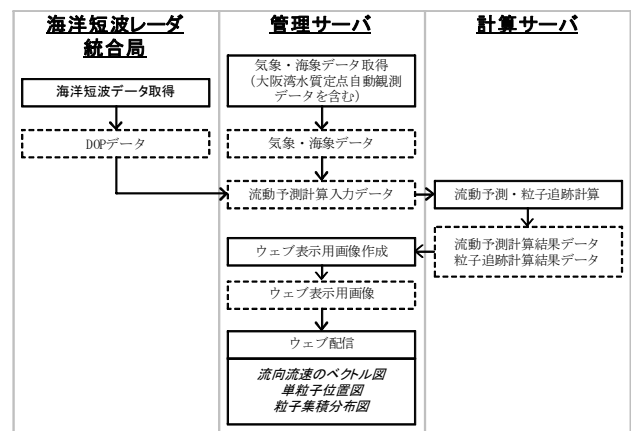 海洋短波レーダ
統合局
海洋短波データ取得
DOPデータ
管理サーバ
気象・海象データ取得
（大阪湾水質定点自動観測
データを含む）
気象・海象データ
流動予測計算入力データ
ウェブ表示用画像作成
ウェブ表示用画像
ウェブ配信
流向流速のベクトル図
単粒子位置図
粒子集積分布図
計算サーバ
流動予測・粒子追跡計算
流動予測計算結果データ
粒子追跡計算結果データ